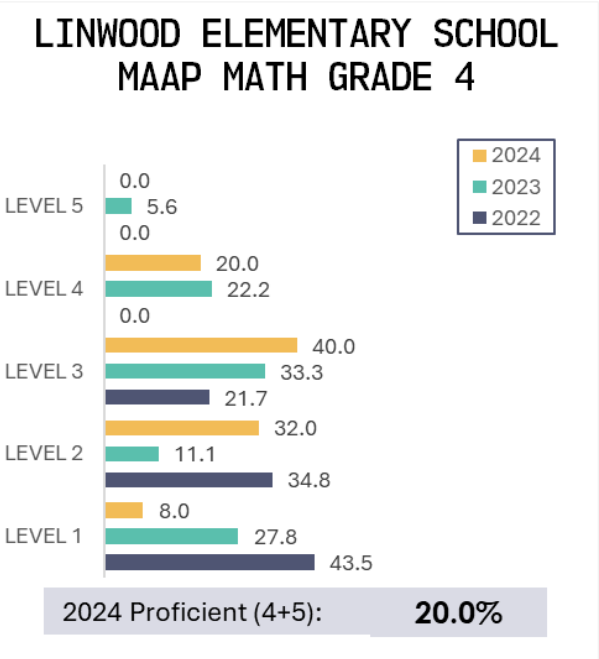 LINWOOD ELEMENTARY SCHOOL
MAAP MATH GRADE 4
2024
2023
2022
0.0
LEVEL 5 5.6
0.0
20.0
LEVEL 4 22.2
0.0
40.0
LEVEL 3 33.3
21.7
32.0
LEVEL 2 11.1
34.8
8.0
LEVEL 1 27.8
43.5
2024 Proficient (4+5): 20.0%